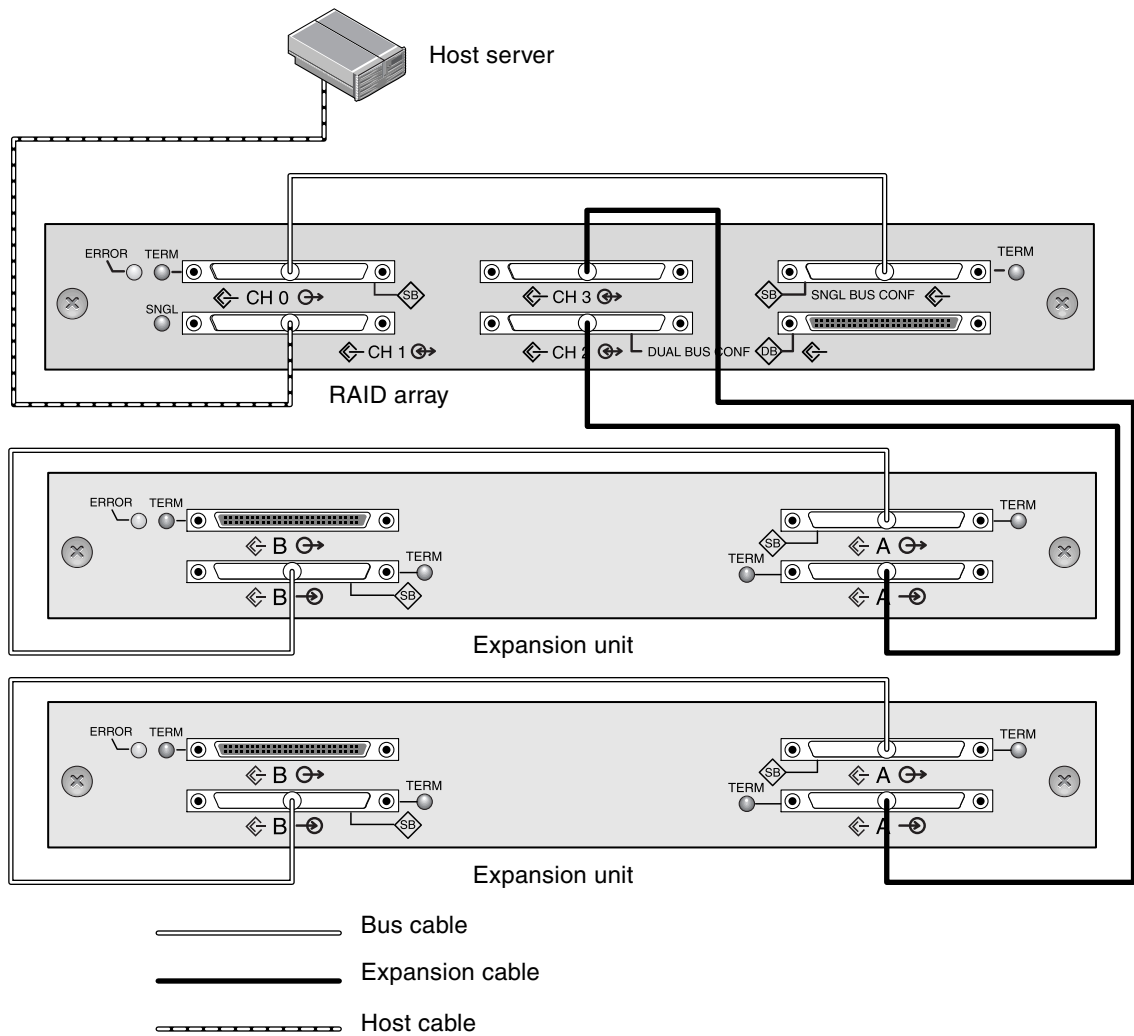 Host server
ERROR TERM
TERM
CH 0
SB
CH 3
SB
SNGL BUS CONF
SNGL
CH 1
CH 2
DUAL BUS CONF
DB
RAID array
ERROR TERM
TERM
B
TERM
SB
A
TERM
B
SB
A
Expansion unit
ERROR TERM
TERM
B
TERM
SB
A
TERM
B
SB
A
Expansion unit
Bus cable
Expansion cable
Host cable